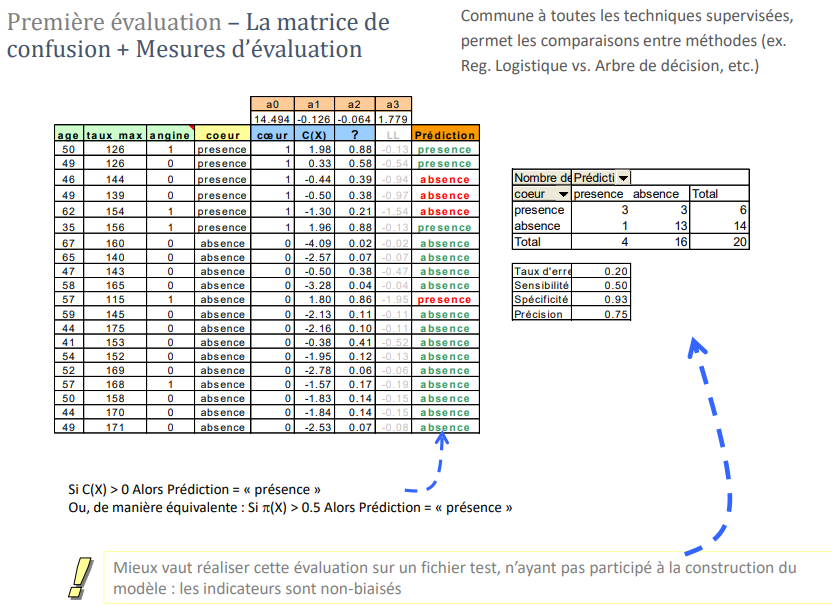 Première évaluation – La matrice de
confusion + Mesures d’évaluation
Commune à toutes les techniques supervisées,
permet les comparaisons entre méthodes (ex.
Reg. Logistique vs. Arbre de décision, etc.)
a0 a1 a2 a3
14.494 -0.126 -0.064 1.779
age taux max angine coeur cœur C(X) ? LL Prédiction
50 126 1 presence 1 1.98 0.88 -0.13 presence
49 126 0 presence 1 0.33 0.58 -0.54 presence
46 144 0 presence 1 -0.44 0.39 -0.94 absence
49 139 0 presence 1 -0.50 0.38 -0.97 absence
62 154 1 presence 1 -1.30 0.21 -1.54 absence
35 156 1 presence 1 1.96 0.88 -0.13 presence
67 160 0 absence 0 -4.09 0.02 -0.02 absence
65 140 0 absence 0 -2.57 0.07 -0.07 absence
47 143 0 absence 0 -0.50 0.38 -0.47 absence
58 165 0 absence 0 -3.28 0.04 -0.04 absence
57 115 1 absence 0 1.80 0.86 -1.95 presence
59 145 0 absence 0 -2.13 0.11 -0.11 absence
44 175 0 absence 0 -2.16 0.10 -0.11 absence
41 153 0 absence 0 -0.38 0.41 -0.52 absence
54 152 0 absence 0 -1.95 0.12 -0.13 absence
52 169 0 absence 0 -2.78 0.06 -0.06 absence
57 168 1 absence 0 -1.57 0.17 -0.19 absence
50 158 0 absence 0 -1.83 0.14 -0.15 absence
44 170 0 absence 0 -1.84 0.14 -0.15 absence
49 171 0 absence 0 -2.53 0.07 -0.08 absence
Nombre de Prédicti
coeur presence absence Total
presence 3 3 6
absence 1 13 14
Total 4 16 20
Taux d'erre 0.20
Sensibilité 0.50
Spécificité 0.93
Précision 0.75
Si C(X) > 0 Alors Prédiction = « présence »
Ou, de manière équivalente : Si π(X) > 0.5 Alors Prédiction = « présence »
!
Mieux vaut réaliser cette évaluation sur un fichier test, n’ayant pas participé à la construction du
modèle : les indicateurs sont non-biaisés